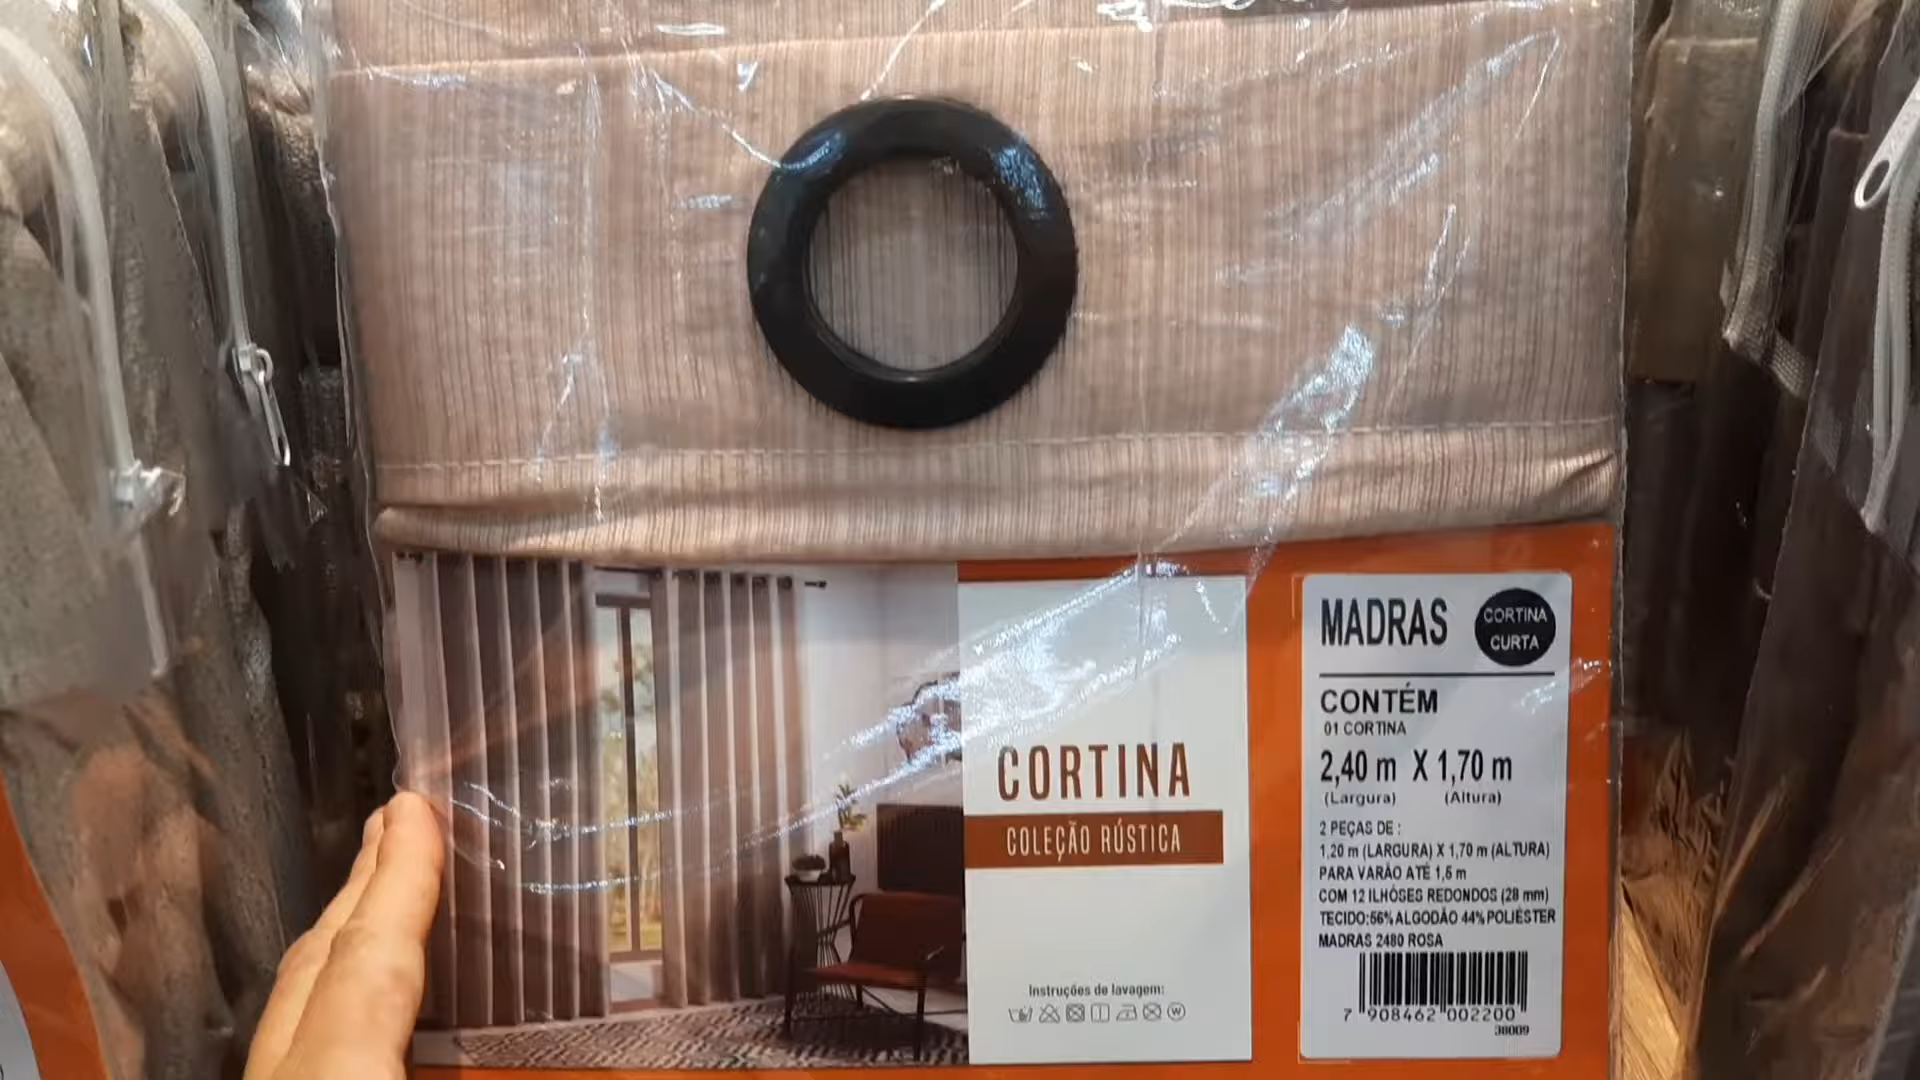 CORTINA
COLEÇÃO RÚSTICA
Instruções de lavagem:
W
MADRAS
CORTINA
CURTA
CONTÉM
01 CORTINA
2,40 m X 1,70 m
(Largura) (Altura)
2 PEÇAS DE :
1,20 m (LARGURA) X 1,70 m (ALTURA)
PARA VARÃO ATÉ 1,5 m
COM 12 ILHÓSES REDONDOS (28 mm)
TECIDO:56% ALGODÃO 44% POLIÉSTER
MADRAS 2480 ROSA
7 908462 002200
38009